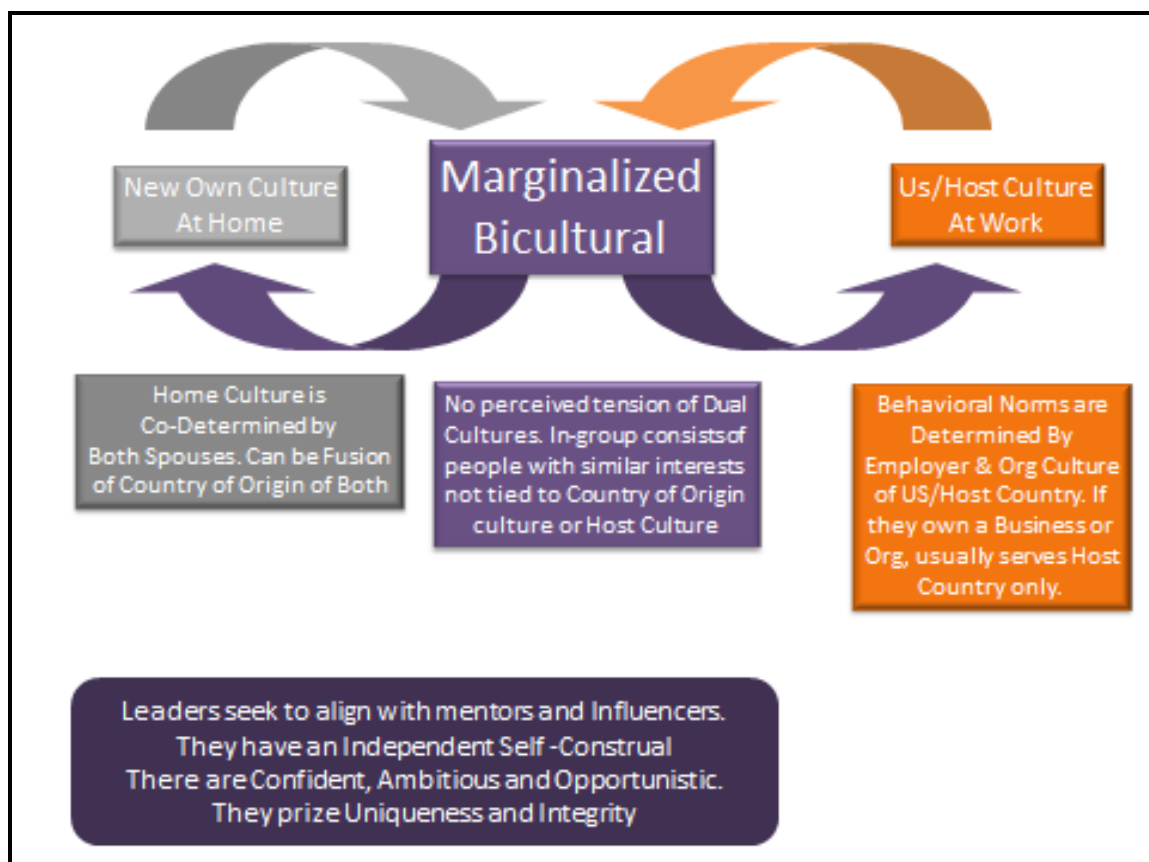 New Own Culture
At Home
Marginalized
Bicultural
Us/Host Culture
At Work
Home Culture is
Co-Determined by
Both Spouses. Can be Fusion
of Country of Origin of Both
No perceived tension of Dual
Cultures. In-group consistsof
people with similar interests
not tied to Country of Origin
culture or Host Culture
Behavioral Norms are
Determined By
Employer & Org Culture
of US/Host Country. If
they own a Business or
Org, usually serves Host
Country only.
Leaders seek to align with mentors and Influencers.
They have an Independent Self -Construal
There are Confident, Ambitious and Opportunistic.
They prize Uniqueness and Integrity